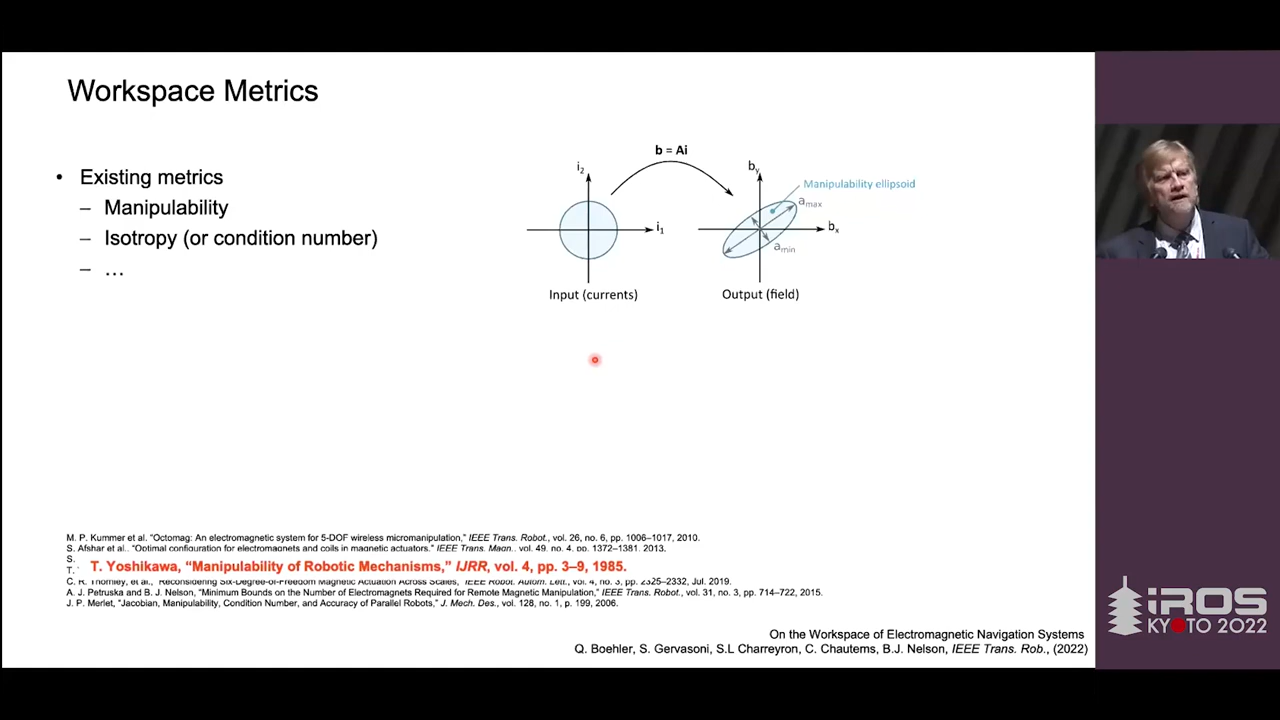 Workspace Metrics
• Existing metrics
– Manipulability
– Isotropy (or condition number)
– …
b = Ai
i2
i1
Input (currents)
by
Manipulability ellipsoid
amax
bx
amin
Output (field)
M. P. Kummer et al. "Octomag: An electromagnetic system for 5-DOF wireless micromanipulation," IEEE Trans. Robot., vol. 26, no. 6, pp. 1006–1017, 2010.
S. Afshar et al., "Optimal configuration for electromagnets and coils in magnetic actuators," IEEE Trans. Magn., vol. 49, no. 4, pp. 1372–1381, 2013.
S.
T. Yoshikawa, "Manipulability of Robotic Mechanisms," IJRR, vol. 4, pp. 3–9, 1985.
T.
C. R. Thornley, et al., "Reconsidering Six-Degree-of-Freedom Magnetic Actuation Across Scales," IEEE Robot. Autom. Lett., vol. 4, no. 3, pp. 2325–2332, Jul. 2019.
A. J. Petruska and B. J. Nelson, "Minimum Bounds on the Number of Electromagnets Required for Remote Magnetic Manipulation," IEEE Trans. Robot., vol. 31, no. 3, pp. 714–722, 2015.
J. P. Merlet, "Jacobian, Manipulability, Condition Number, and Accuracy of Parallel Robots," J. Mech. Des., vol. 128, no. 1, p. 199, 2006.
On the Workspace of Electromagnetic Navigation Systems
Q. Boehler, S. Gervasoni, S.L Charreyron, C. Chautems, B.J. Nelson, IEEE Trans. Rob., (2022)
iROS
KYOTO 2022